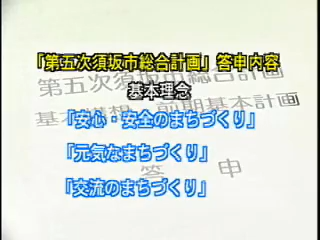 「第五次須坂市総合計画」答申内容
第五次須坂市総合計画
基本理念
基本構想・前期基本計画
「安心・安全のまちづくり」
「元気なまちづくり」
答申
「交流のまちづくり」